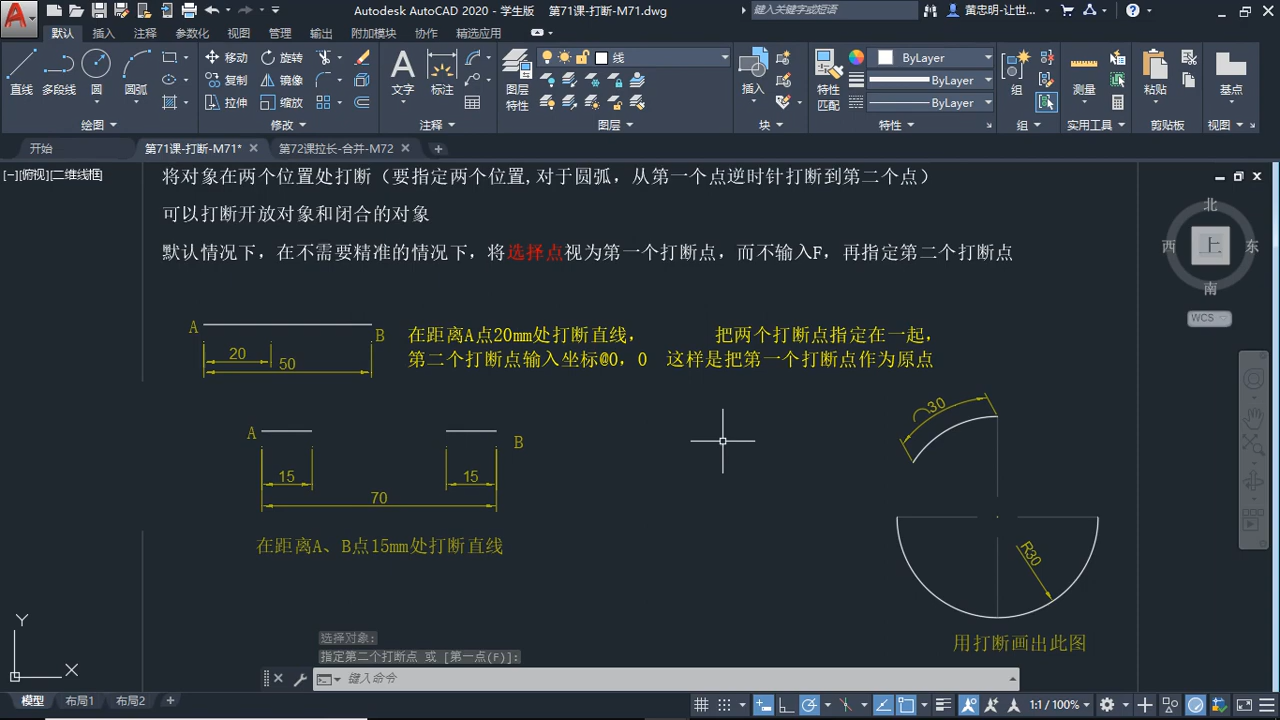 Autodesk AutoCAD 2020 - 学生版 第71课-打断-M71.dwg
键入关键字或短语
黄忠明-让世...
默认 插入 注释 参数化 视图 管理 输出 附加模块 协作 精选应用
直线 多段线 圆 圆弧
移动 旋转
复制 镜像
拉伸 缩放
文字 标注
图层特性
线
插入
特性匹配
ByLayer
ByLayer
ByLayer
组 测量 粘贴 基点
绘图 修改 注释 图层 块 特性 组 实用工具 剪贴板 视图
开始 第71课-打断-M71* 第72课拉长-合并-M72
[-][俯视][二维线框]
将对象在两个位置处打断（要指定两个位置,对于圆弧，从第一个点逆时针打断到第二个点）
可以打断开放对象和闭合的对象
默认情况下，在不需要精准的情况下，将选择点视为第一个打断点，而不输入F，再指定第二个打断点
北
西 上 东
南
WCS
A B
20
50
在距离A点20mm处打断直线， 把两个打断点指定在一起，
第二个打断点输入坐标@0，0 这样是把第一个打断点作为原点
30
A B
15 15
70
在距离A、B点15mm处打断直线
R30
用打断画出此图
Y
X
选择对象:
指定第二个打断点 或 [第一点(F)]:
键入命令
模型 布局1 布局2
1:1 / 100%